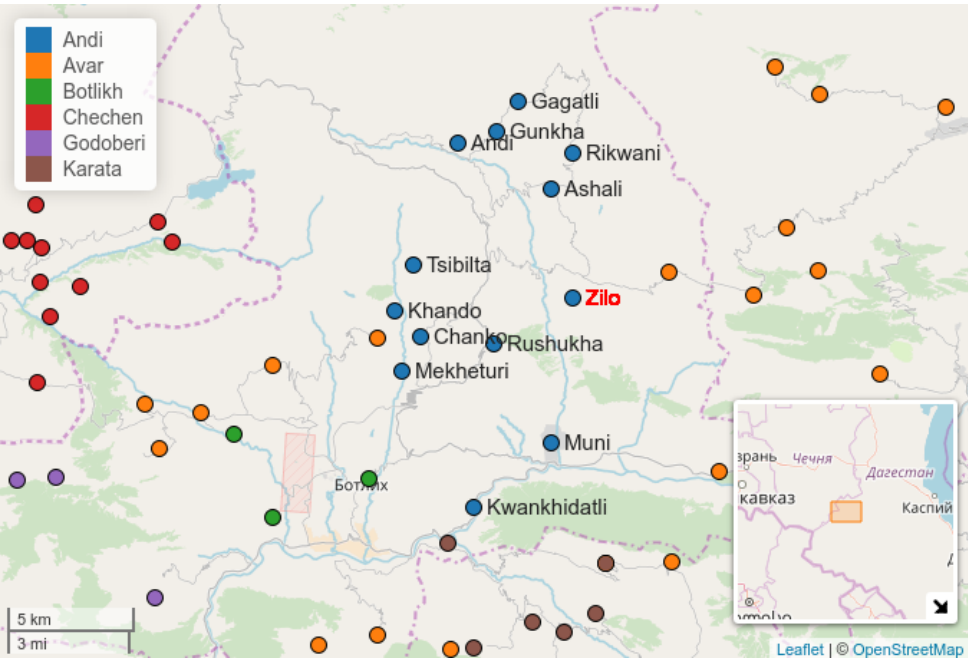 Andi
Avar
Botlikh
Chechen
Godoberi
Karata
Gagatli
Gunkha
Andi
Rikwani
Ashali
Tsibilta
Zilo
Khando
Chanko
Rushukha
Mekheturi
Muni
Ботлих
Kwankhidatli
Чечня
Дагестан
кавказ
Каспий
5 km
3 mi
Leaflet | © OpenStreetMap